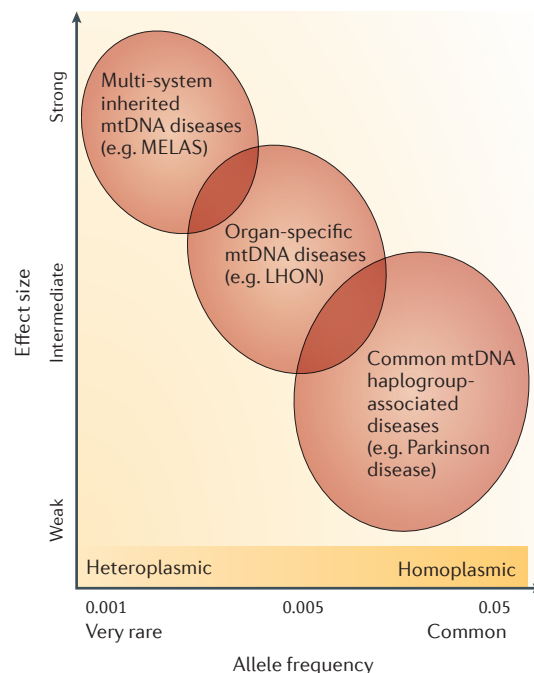 Effect size
Strong
Intermediate
Weak
Multi-system
inherited
mtDNA diseases
(e.g. MELAS)
Organ-specific
mtDNA diseases
(e.g. LHON)
Common mtDNA
haplogroup-
associated
diseases
(e.g. Parkinson
disease)
Heteroplasmic
Homoplasmic
0.001
0.005
0.05
Very rare
Common
Allele frequency